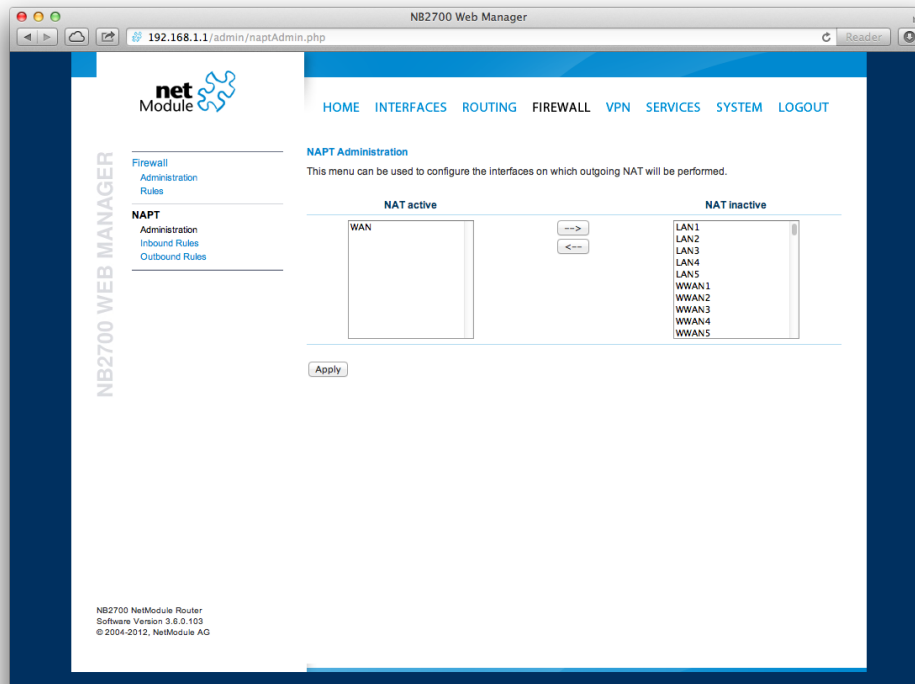 NB2700 Web Manager
192.168.1.1/admin/naptAdmin.php
Reader
net
Module
HOME INTERFACES ROUTING FIREWALL VPN SERVICES SYSTEM LOGOUT
NB2700 WEB MANAGER
Firewall
Administration
Rules
NAPT
Administration
Inbound Rules
Outbound Rules
NAPT Administration
This menu can be used to configure the interfaces on which outgoing NAT will be performed.
NAT active NAT inactive
WAN
-->
<--
LAN1
LAN2
LAN3
LAN4
LAN5
WWAN1
WWAN2
WWAN3
WWAN4
WWAN5
Apply
NB2700 NetModule Router
Software Version 3.6.0.103
© 2004-2012, NetModule AG